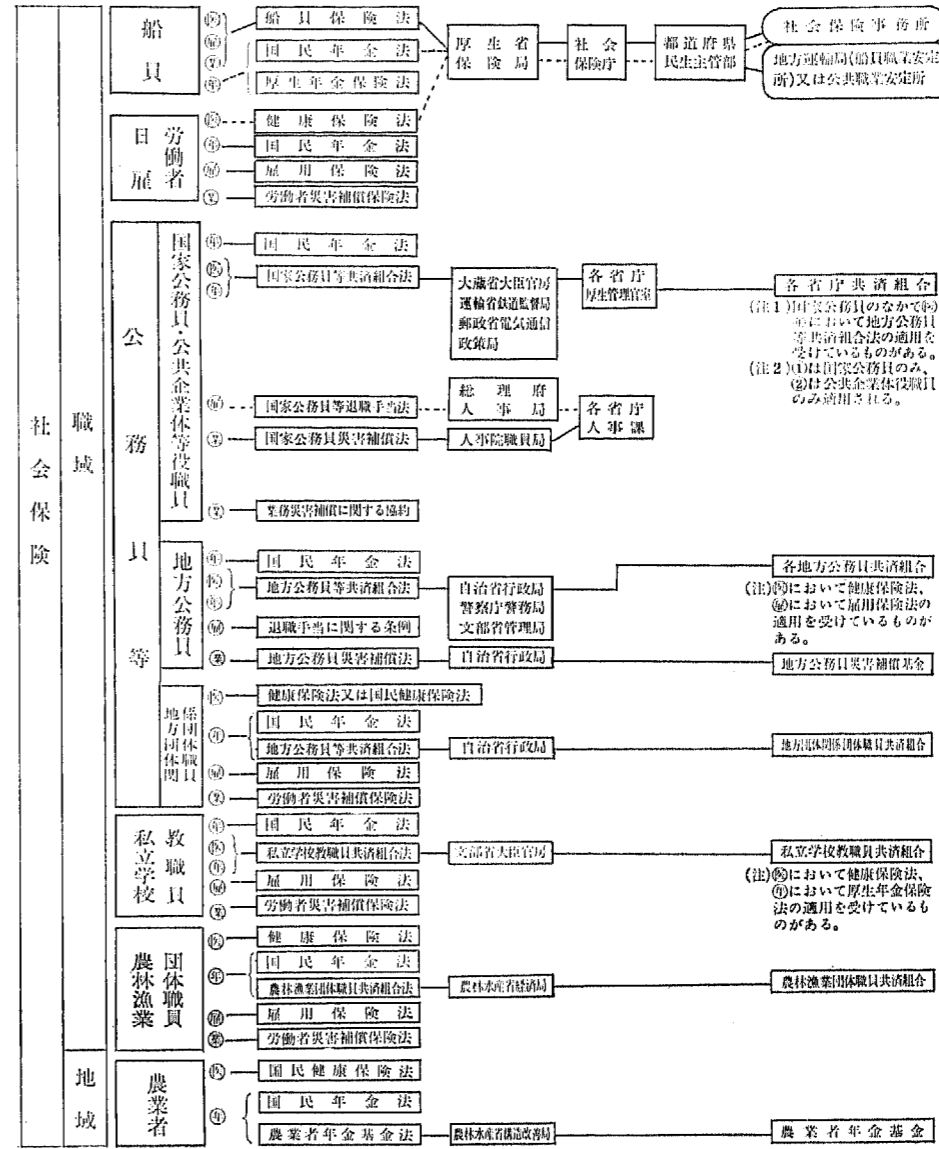 社会保険
職域
船員
医
雇
業
年
船員保険法
国民年金法
厚生年金保険法
厚生省
保険局
社会
保険庁
都道府県
民生主管部
社会保険事務所
地方運輸局(船員職業安定
所)又は公共職業安定所
日雇
労働者
医
健康保険法
年
国民年金法
雇
雇用保険法
業
労働者災害補償保険法
公務員等
国家公務員・公共企業体等役職員
年
国民年金法
医
年
国家公務員等共済組合法
大蔵省大臣官房
運輸省鉄道監督局
郵政省電気通信
政策局
各省庁
厚生管理官室
各省庁共済組合
(注1)国家公務員のなかで医
年において地方公務員
等共済組合法の適用を
受けているものがある。
(注2)(1)は国家公務員のみ、
(2)は公共企業体役職員
のみ適用される。
雇
国家公務員等退職手当法
総理府
人事局
各省庁
人事課
業
国家公務員災害補償法
人事院職員局
業
業務災害補償に関する協約
地方公務員
年
国民年金法
医
年
地方公務員等共済組合法
自治省行政局
警察庁警務局
文部省管理局
各地方公務員共済組合
(注)医において健康保険法、
雇において雇用保険法の
適用を受けているものが
ある。
雇
退職手当に関する条例
業
地方公務員災害補償法
自治省行政局
地方公務員災害補償基金
地方団体関
係団体職員
医
健康保険法又は国民健康保険法
年
国民年金法
地方公務員等共済組合法
自治省行政局
地方団体関係団体職員共済組合
雇
雇用保険法
業
労働者災害補償保険法
私立学校
教職員
年
国民年金法
医
年
私立学校教職員共済組合法
文部省大臣官房
私立学校教職員共済組合
(注)医において健康保険法、
年において厚生年金保険
法の適用を受けているも
のがある。
雇
雇用保険法
業
労働者災害補償保険法
農林漁業
団体職員
医
健康保険法
年
国民年金法
農林漁業団体職員共済組合法
農林水産省経済局
農林漁業団体職員共済組合
雇
雇用保険法
業
労働者災害補償保険法
地域
農業者
医
国民健康保険法
年
国民年金法
農業者年金基金法
農林水産省構造改善局
農業者年金基金